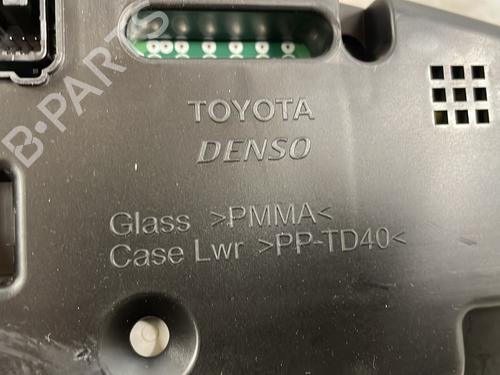 B-PARTS
TOYOTA
DENSO
Glass >PMMA<
Case Lwr >PP-TD40<